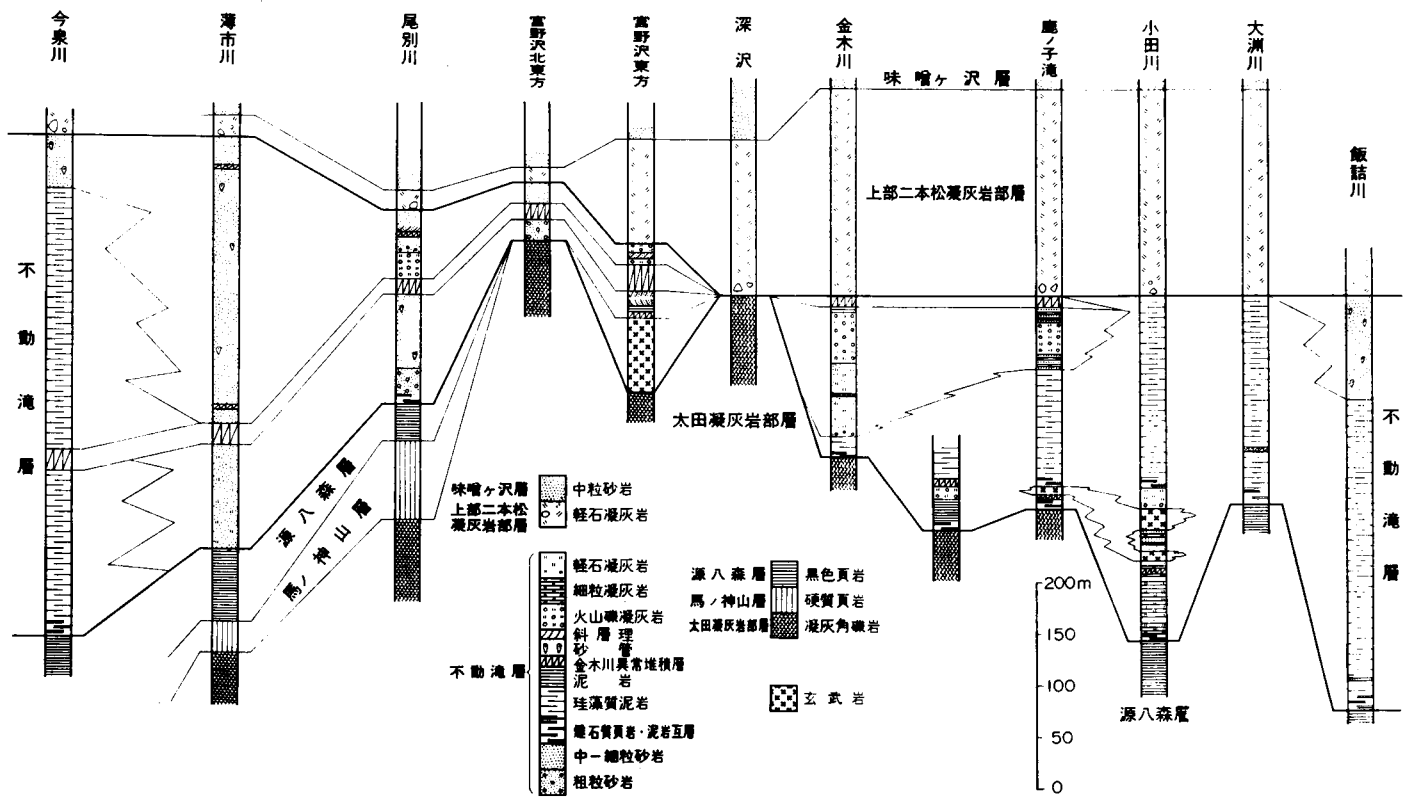 今泉川
薄市川
尾別川
富野沢北東方
富野沢東方
深沢
金木川
鹿ノ子滝
小田川
大渕川
飯詰川
味噌ヶ沢層
上部二本松凝灰岩部層
不動滝層
不動滝層
太田凝灰岩部層
源八森層
馬ノ神山層
味噌ヶ沢層
上部二本松
凝灰岩部層
中粒砂岩
軽石凝灰岩
不動滝層
軽石凝灰岩
細粒凝灰岩
火山礫凝灰岩
斜層理
砂管
金木川異常堆積層
泥岩
珪藻質泥岩
中一細粒砂岩
粗粒砂岩
源八森層
馬ノ神山層
太田凝灰岩部層
黒色頁岩
硬質頁岩
凝灰角礫岩
玄武岩
200m
150
100
50
0
源八森層